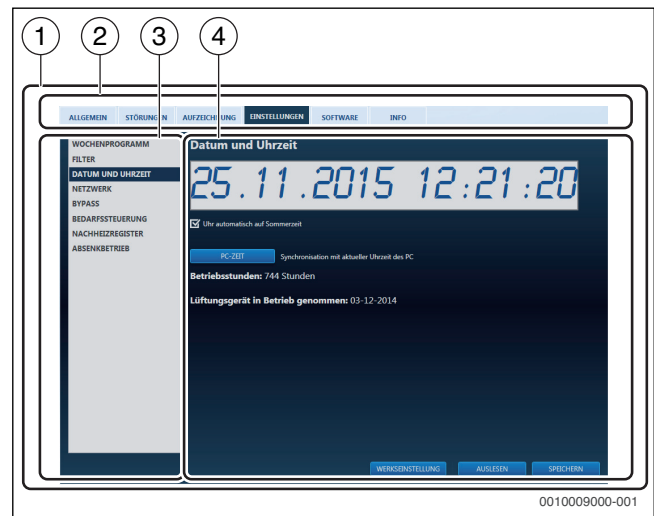 1 2 3 4
ALLGEMEIN STÖRUNGEN AUFZEICHNUNG EINSTELLUNGEN SOFTWARE INFO
WOCHENPROGRAMM
FILTER
DATUM UND UHRZEIT
NETZWERK
BYPASS
BEDARFSSTEUERUNG
NACHHEIZREGISTER
ABSENKBETRIEB
Datum und Uhrzeit
25.11.2015 12:21:20
Uhr automatisch auf Sommerzeit
PC-ZEIT Synchronisation mit aktueller Uhrzeit des PC
Betriebsstunden: 744 Stunden
Lüftungsgerät in Betrieb genommen: 03-12-2014
WERKSEINSTELLUNG AUSLESEN SPEICHERN
0010009000-001